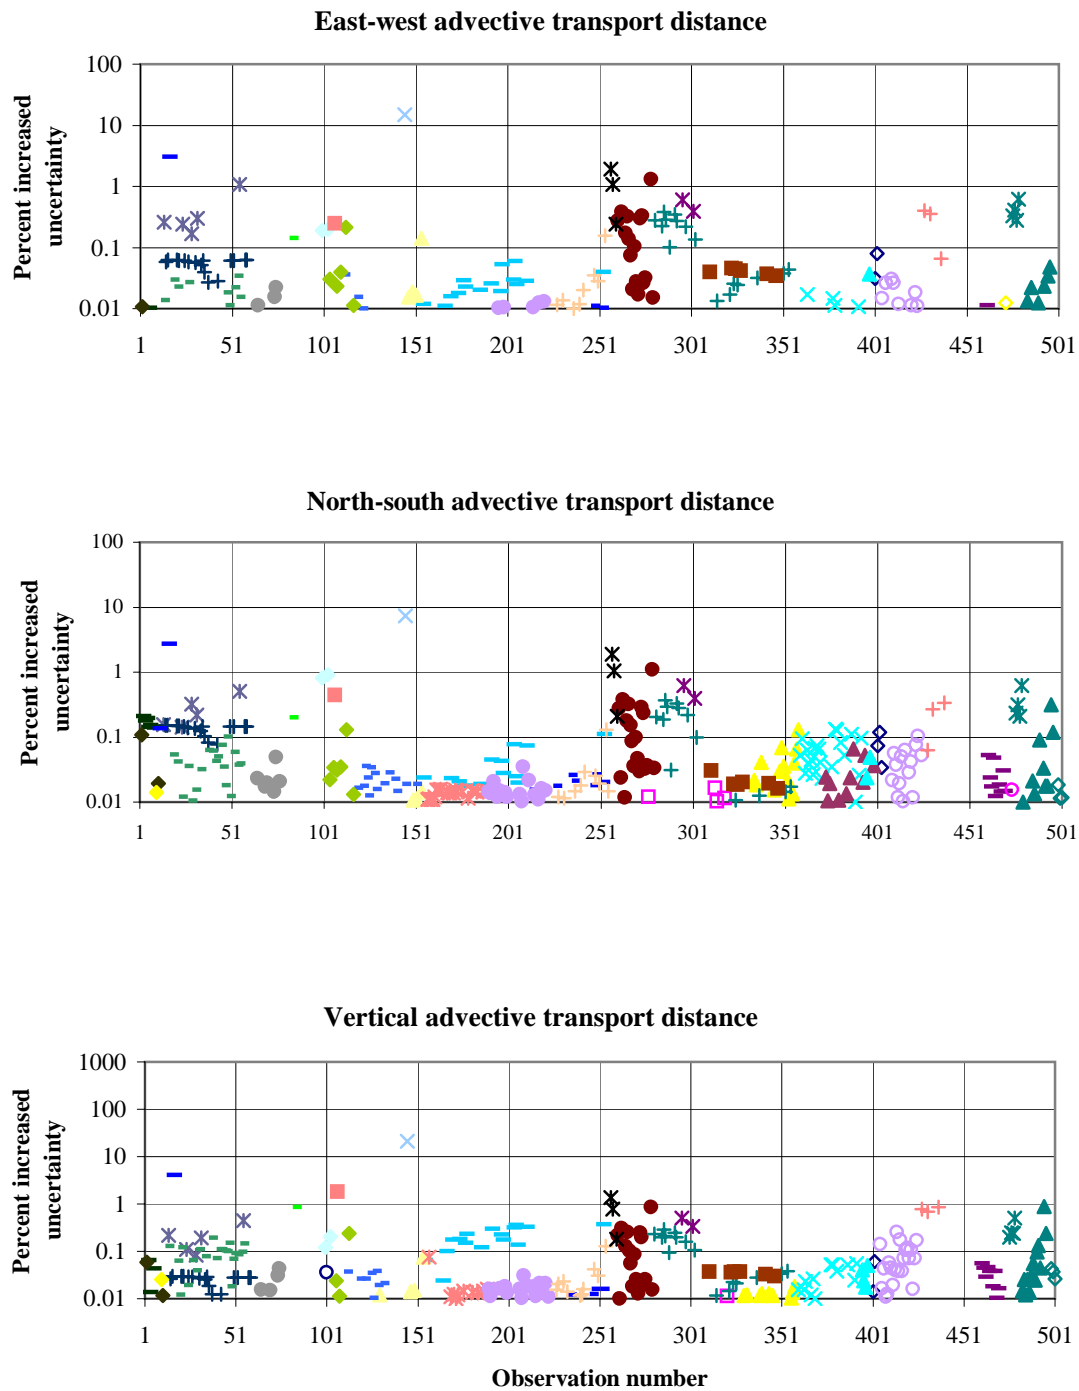 East-west advective transport distance
Percent increased
uncertainty
100
10
1
0.1
0.01
1 51 101 151 201 251 301 351 401 451 501
North-south advective transport distance
Percent increased
uncertainty
100
10
1
0.1
0.01
1 51 101 151 201 251 301 351 401 451 501
Vertical advective transport distance
Percent increased
uncertainty
1000
100
10
1
0.1
0.01
1 51 101 151 201 251 301 351 401 451 501
Observation number